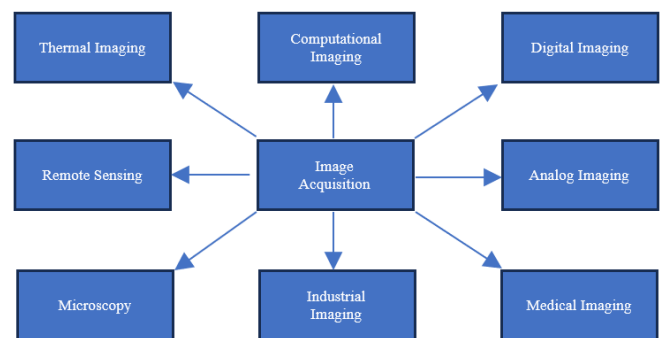 Thermal Imaging
Computational
Imaging
Digital Imaging
Remote Sensing
Image
Acquisition
Analog Imaging
Microscopy
Industrial
Imaging
Medical Imaging